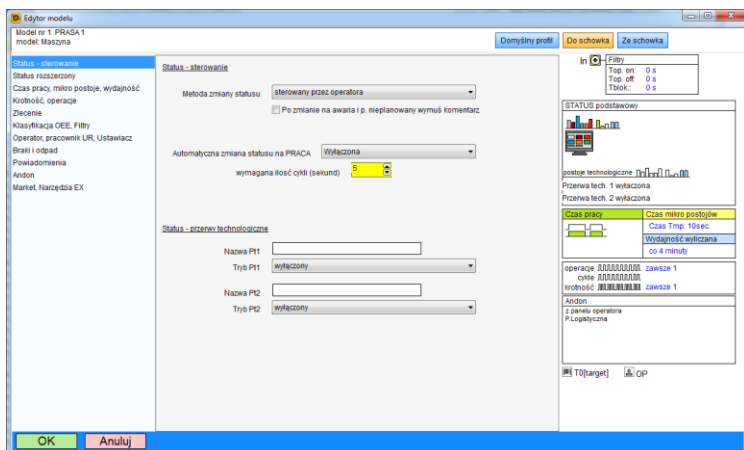 Edytor modelu
Model nr 1 PRASA1
model: Maszyna
Domyślny profil
Do schowka
Ze schowka
Status - sterowanie
Status rozszerzony
Czas pracy, mikro postoje, wydajność
Krotność, operacje
Zlecenie
Klasyfikacja OEE, Filtry
Operator, pracownik UR, Ustawiacz
Braki i odpad
Powiadomienia
Andon
Market, Narzędzia EX
Status - sterowanie
Metoda zmiany statusu
sterowany przez operatora
Po zmianie na awaria i p. nieplanowany wymuś komentarz
Automatyczna zmiana statusu na PRACA
Wyłączona
wymagana ilosć cykli (sekund)
5
Status - przerwy technologiczne
Nazwa Pt1
Tryb Pt1
wyłączony
Nazwa Pt2
Tryb Pt2
wyłączony
In
Filtry
Top. on: 0 s
Top. off 0 s
Tblok.: 0 s
STATUS podstawowy
postoje technologiczne
Przerwa tech. 1 wyłaczona
Przerwa tech. 2 wyłaczona
Czas pracy
Czas mikro postojów
Czas Tmp: 10sec.
Wydajność wyliczana
co 4 minuty
operacje zawsze 1
cykle
krotność zawsze 1
Andon
z panelu operatora
P.Logistyczna
T0[target]
OP
OK
Anuluj